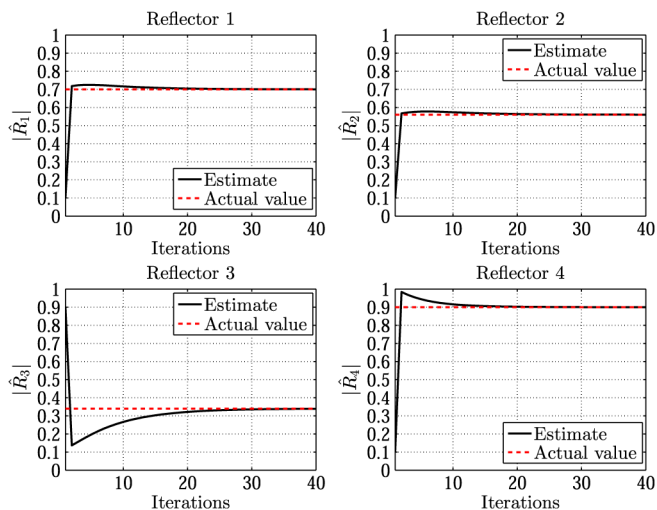 Reflector 1
1
0.9
0.8
0.7
0.6
0.5
0.4
0.3
0.2
0.1
0
|R̂₁|
Estimate
Actual value
10 20 30 40
Iterations
Reflector 2
1
0.9
0.8
0.7
0.6
0.5
0.4
0.3
0.2
0.1
0
|R̂₂|
Estimate
Actual value
10 20 30 40
Iterations
Reflector 3
1
0.9
0.8
0.7
0.6
0.5
0.4
0.3
0.2
0.1
0
|R̂₃|
Estimate
Actual value
10 20 30 40
Iterations
Reflector 4
1
0.9
0.8
0.7
0.6
0.5
0.4
0.3
0.2
0.1
0
|R̂₄|
Estimate
Actual value
10 20 30 40
Iterations